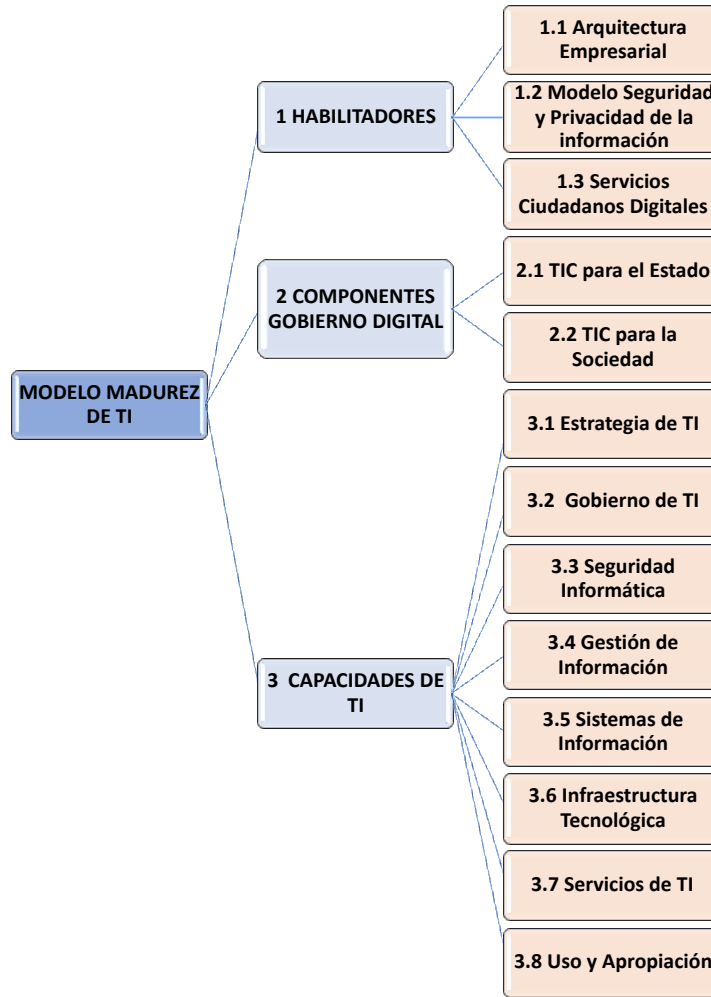 MODELO MADUREZ
DE TI
1 HABILITADORES
1.1 Arquitectura
Empresarial
1.2 Modelo Seguridad
y Privacidad de la
información
1.3 Servicios
Ciudadanos Digitales
2 COMPONENTES
GOBIERNO DIGITAL
2.1 TIC para el Estado
2.2 TIC para la
Sociedad
3 CAPACIDADES DE
TI
3.1 Estrategia de TI
3.2 Gobierno de TI
3.3 Seguridad
Informática
3.4 Gestión de
Información
3.5 Sistemas de
Información
3.6 Infraestructura
Tecnológica
3.7 Servicios de TI
3.8 Uso y Apropiación